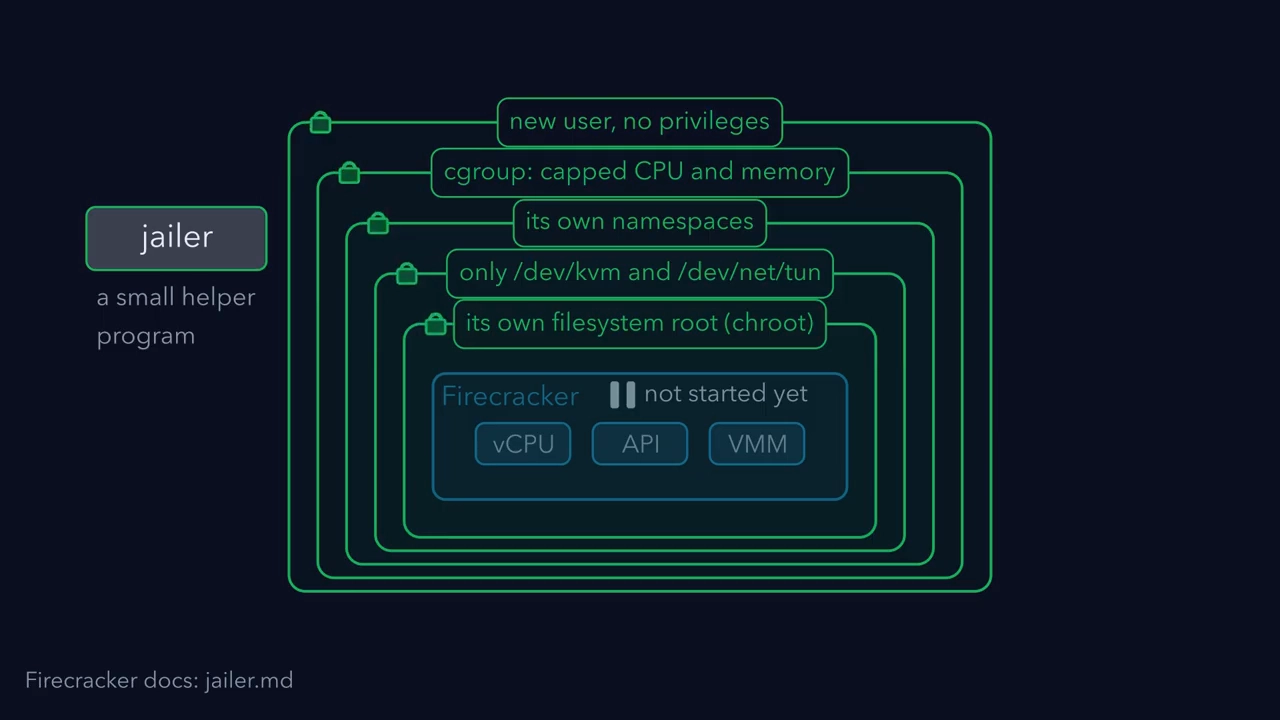 new user, no privileges
cgroup: capped CPU and memory
its own namespaces
jailer
only /dev/kvm and /dev/net/tun
a small helper
program
its own filesystem root (chroot)
Firecracker
not started yet
vCPU
API
VMM
Firecracker docs: jailer.md